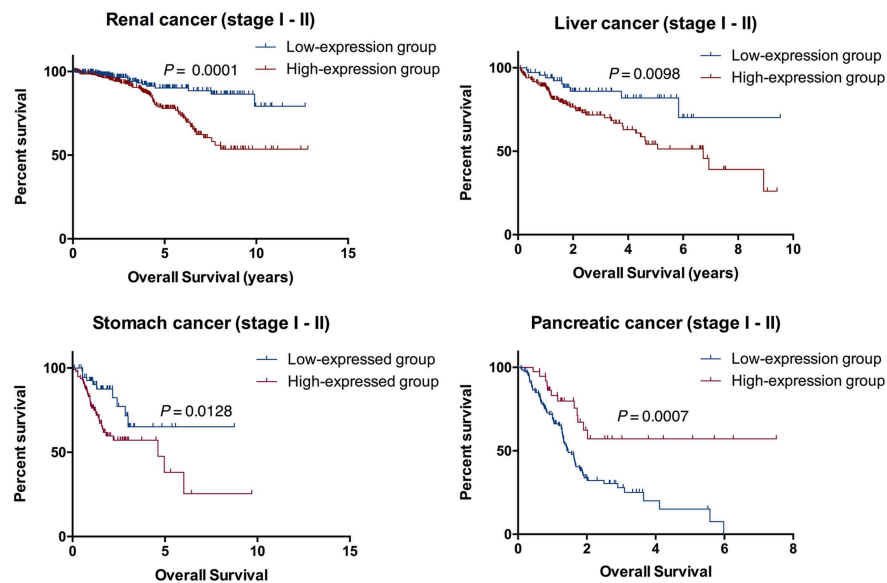 Renal cancer (stage I - II)
Low-expression group
High-expression group
P = 0.0001
Percent survival
100
50
0
0
5
10
15
Overall Survival (years)
Liver cancer (stage I - II)
Low-expression group
High-expression group
P = 0.0098
Percent survival
100
50
0
0
2
4
6
8
10
Overall Survival (years)
Stomach cancer (stage I - II)
Low-expressed group
High-expressed group
P = 0.0128
Percent survival
100
50
0
0
5
10
15
Overall Survival
Pancreatic cancer (stage I - II)
Low-expression group
High-expression group
P = 0.0007
Percent survival
100
50
0
0
2
4
6
8
Overall Survival